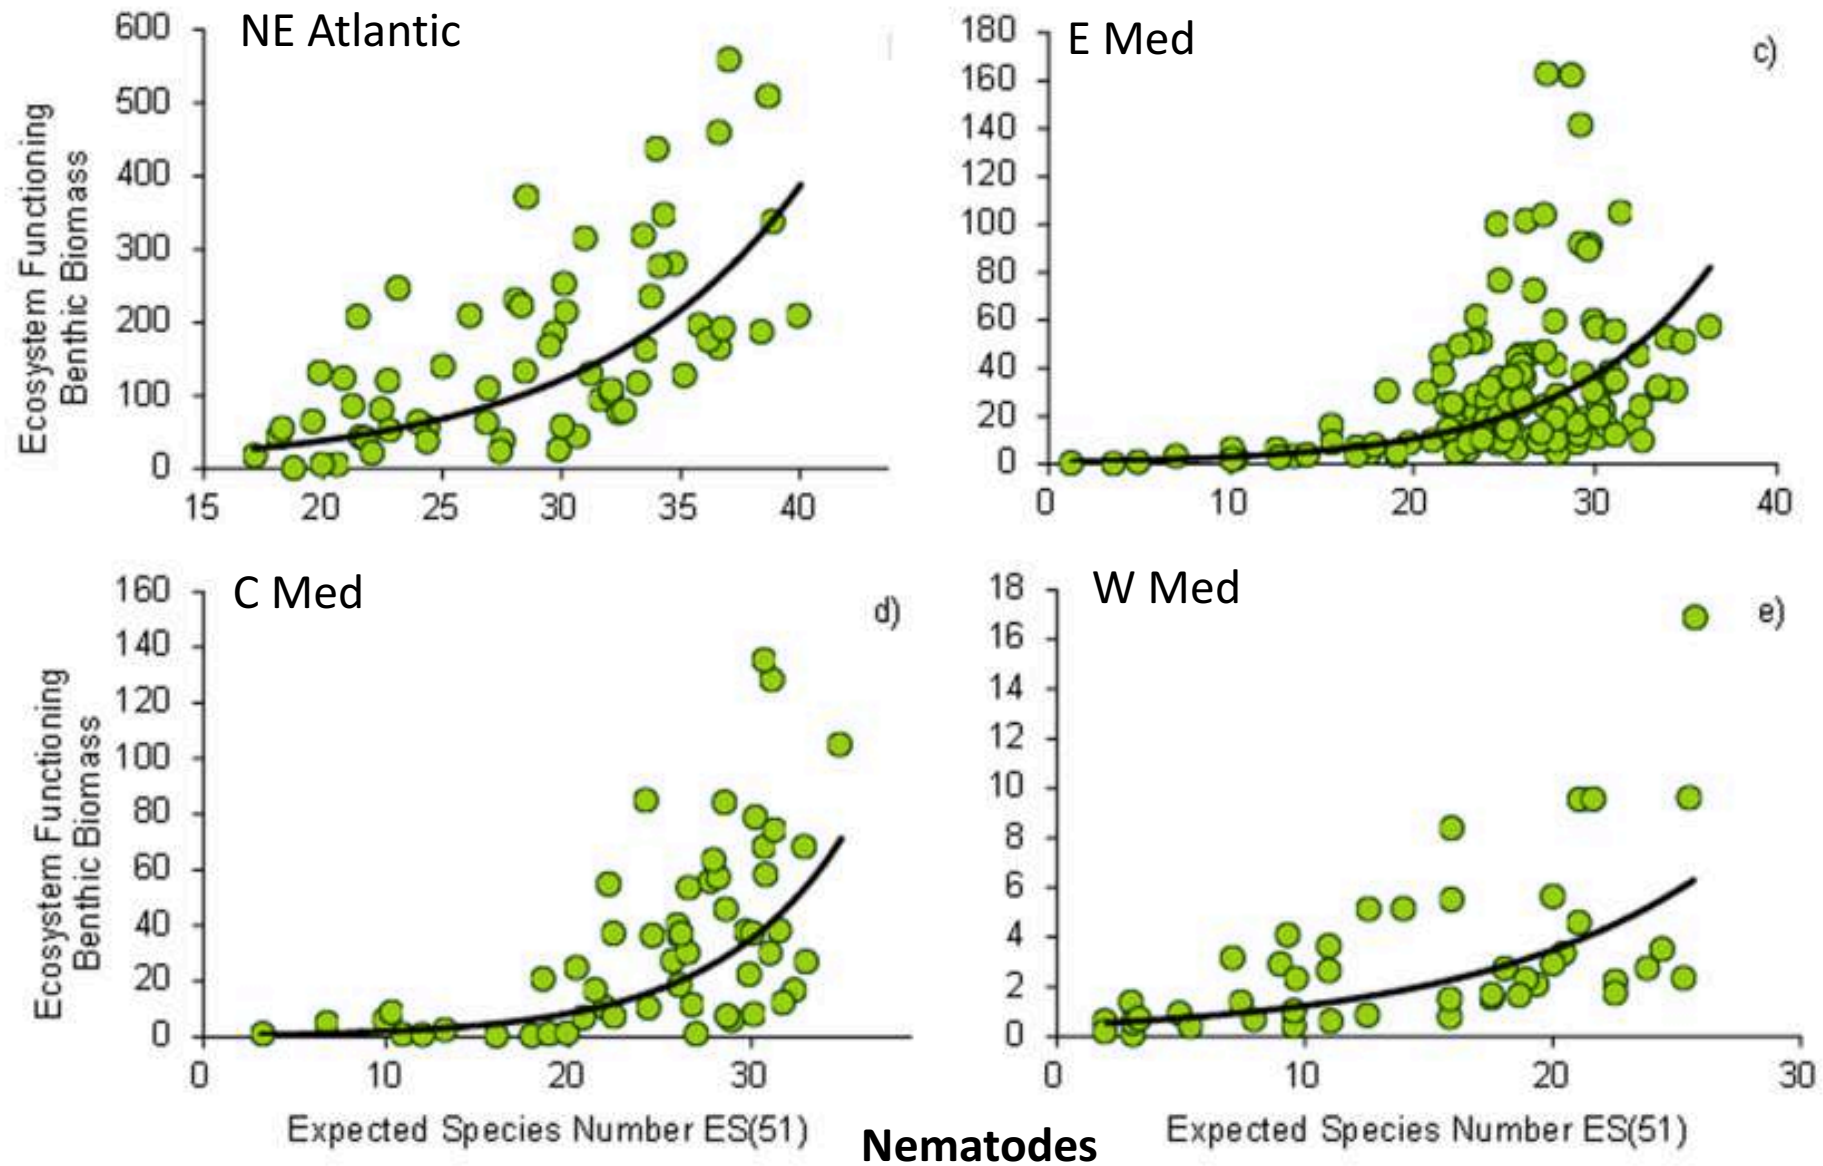 NE Atlantic
600
500
400
300
200
100
0
15 20 25 30 35 40
Ecosystem Functioning
Benthic Biomass
E Med
c)
180
160
140
120
100
80
60
40
20
0
0 10 20 30 40
C Med
d)
160
140
120
100
80
60
40
20
0
0 10 20 30
Ecosystem Functioning
Benthic Biomass
Expected Species Number ES(51)
W Med
e)
18
16
14
12
10
8
6
4
2
0
0 10 20 30
Expected Species Number ES(51)
Nematodes